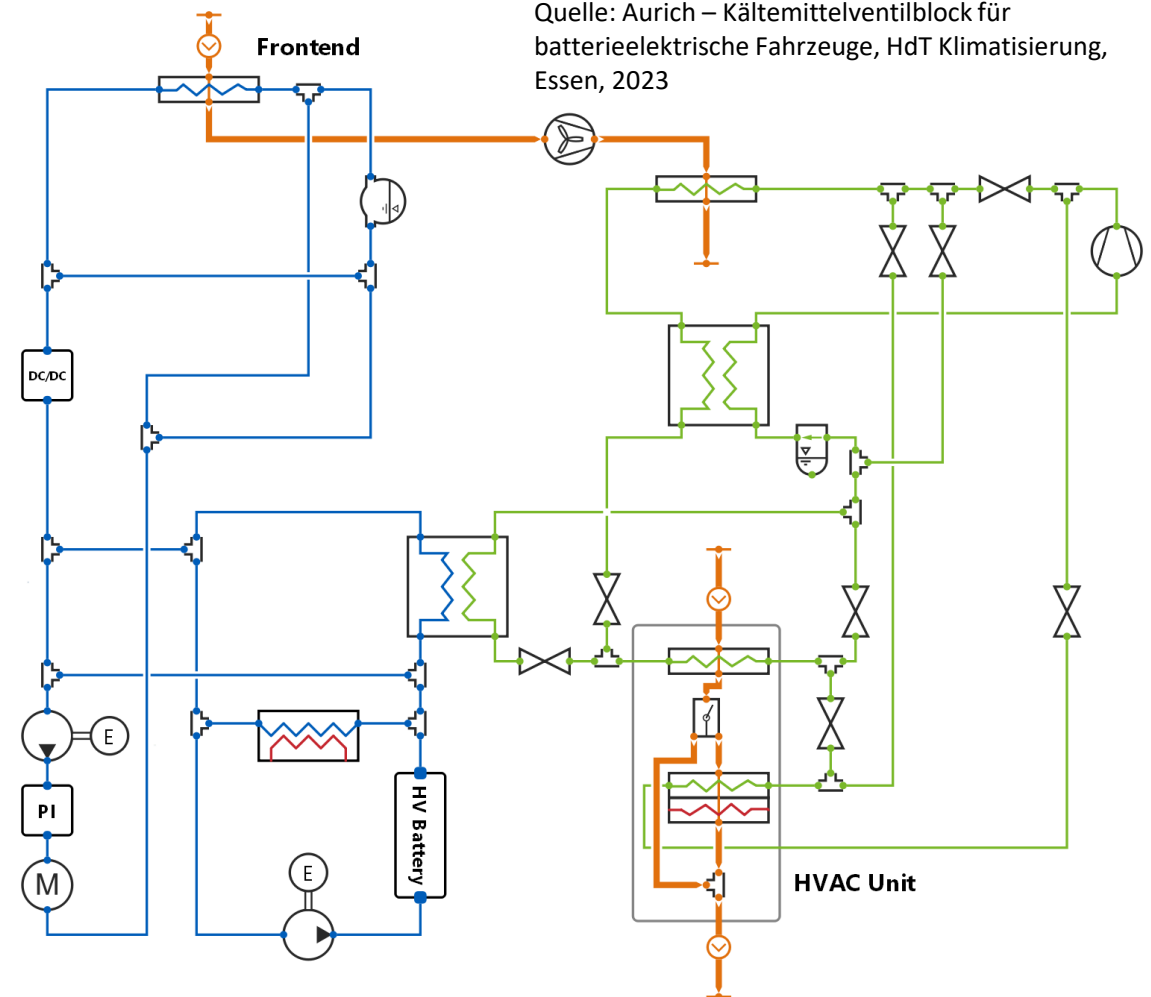 Quelle: Aurich – Kältemittelventilblock für
batterieelektrische Fahrzeuge, HdT Klimatisierung,
Essen, 2023
Frontend
DC/DC
E
PI
M
E
HV Battery
HVAC Unit